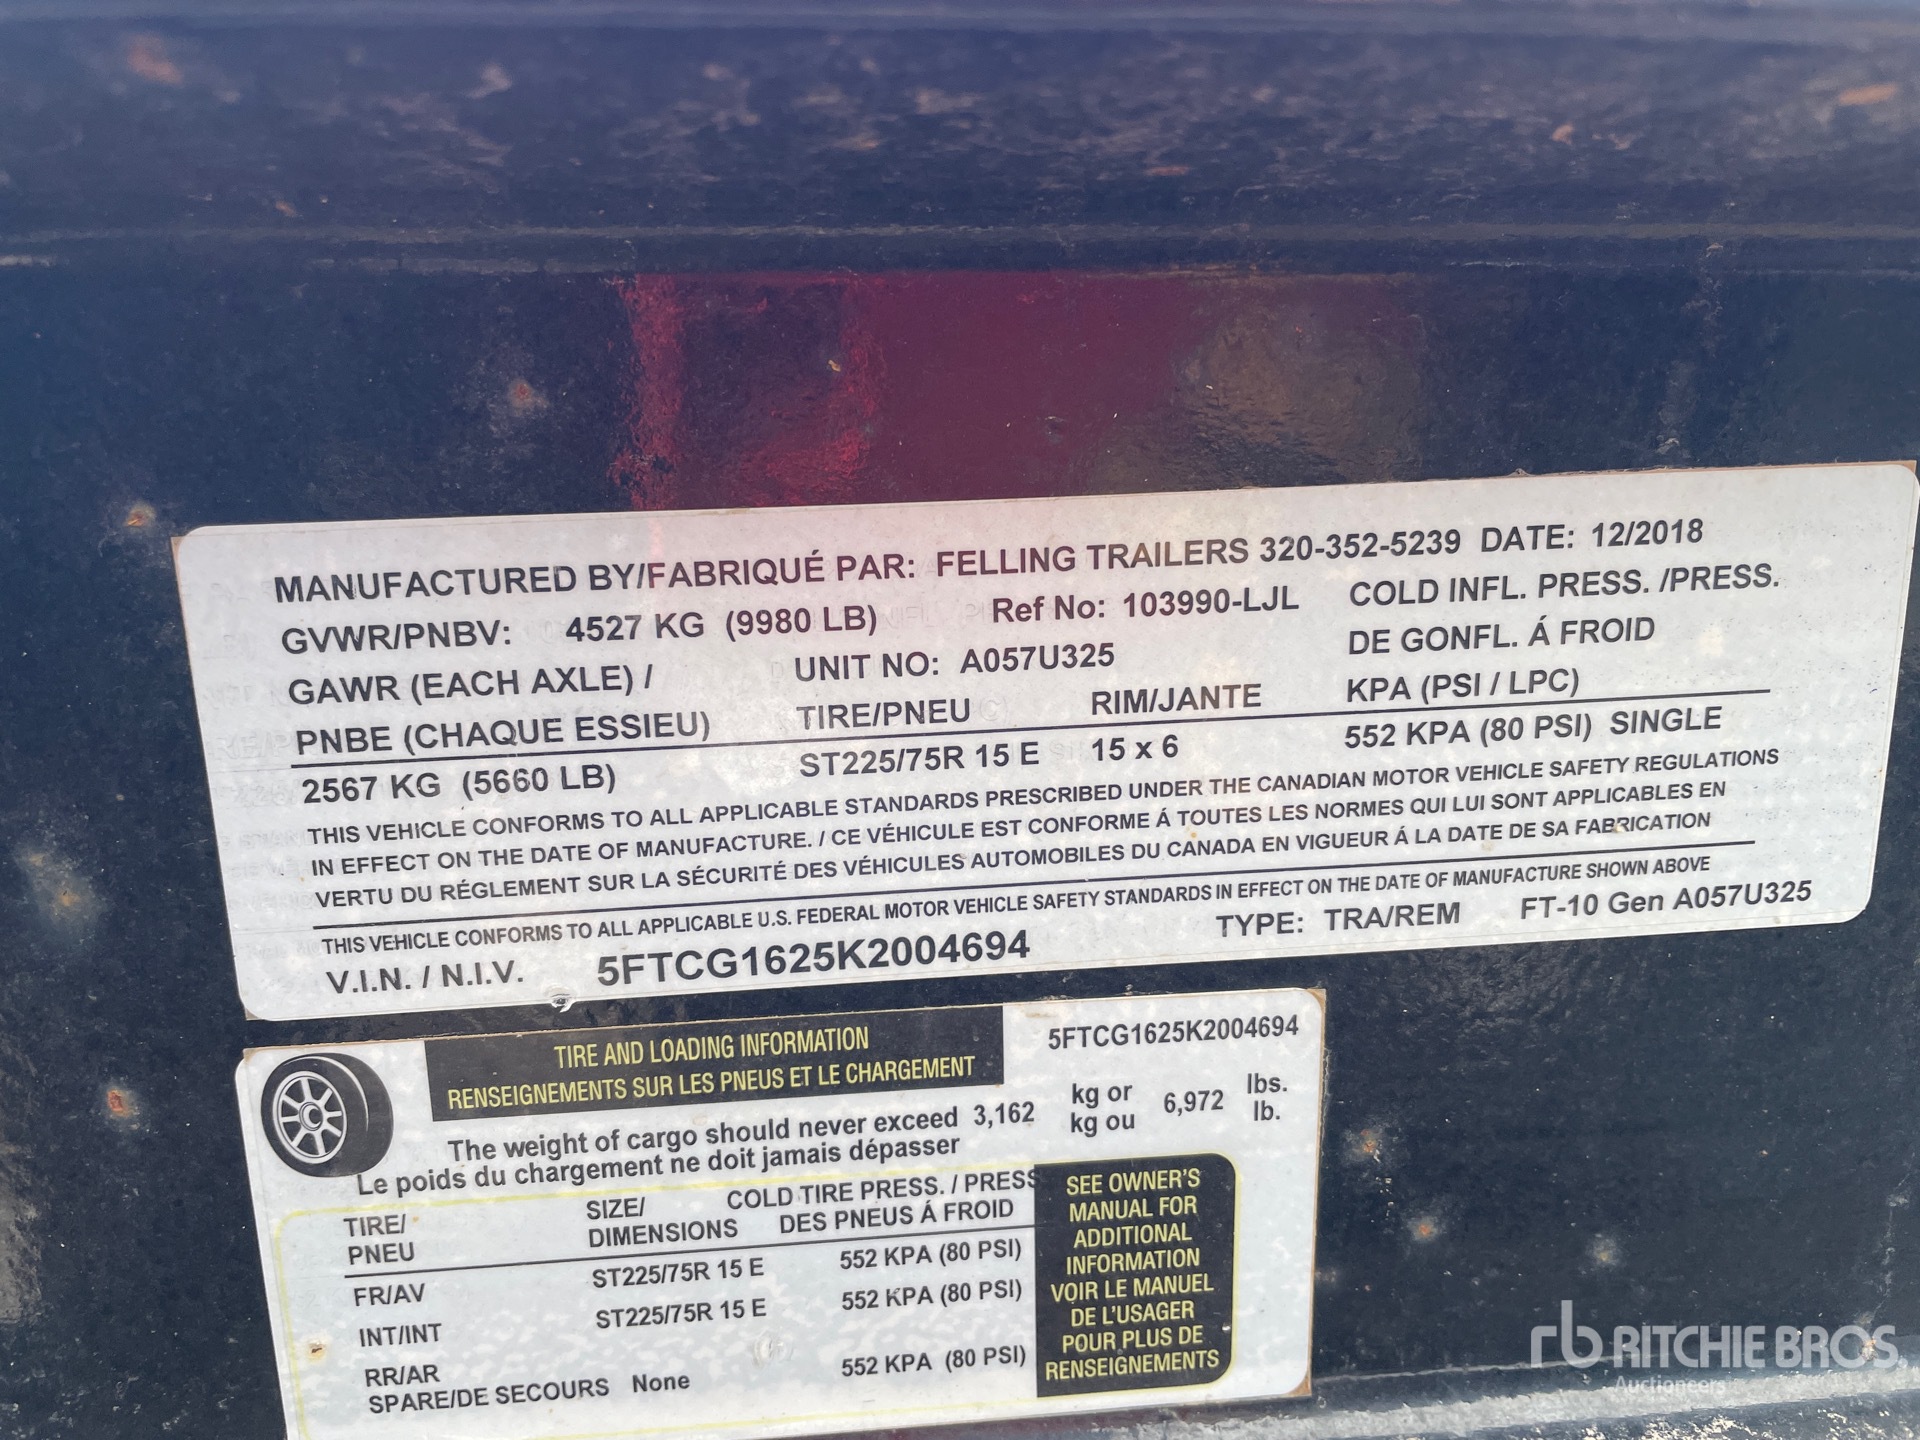 MANUFACTURED BY/FABRIQUÉ PAR: FELLING TRAILERS 320-352-5239 DATE: 12/2018
GVWR/PNBV: 4527 KG (9980 LB) Ref No: 103990-LJL COLD INFL. PRESS. /PRESS.
GAWR (EACH AXLE) / UNIT NO: A057U325 DE GONFL. Á FROID
PNBE (CHAQUE ESSIEU) TIRE/PNEU RIM/JANTE KPA (PSI / LPC)
2567 KG (5660 LB) ST225/75R 15 E 15 x 6 552 KPA (80 PSI) SINGLE
THIS VEHICLE CONFORMS TO ALL APPLICABLE STANDARDS PRESCRIBED UNDER THE CANADIAN MOTOR VEHICLE SAFETY REGULATIONS
IN EFFECT ON THE DATE OF MANUFACTURE. / CE VÉHICULE EST CONFORME Á TOUTES LES NORMES QUI LUI SONT APPLICABLES EN
VERTU DU RÉGLEMENT SUR LA SÉCURITÉ DES VÉHICULES AUTOMOBILES DU CANADA EN VIGUEUR Á LA DATE DE SA FABRICATION
THIS VEHICLE CONFORMS TO ALL APPLICABLE U.S. FEDERAL MOTOR VEHICLE SAFETY STANDARDS IN EFFECT ON THE DATE OF MANUFACTURE SHOWN ABOVE
V.I.N. / N.I.V. 5FTCG1625K2004694 TYPE: TRA/REM FT-10 Gen A057U325
TIRE AND LOADING INFORMATION
RENSEIGNEMENTS SUR LES PNEUS ET LE CHARGEMENT
5FTCG1625K2004694
The weight of cargo should never exceed 3,162 kg or 6,972 lbs.
Le poids du chargement ne doit jamais dépasser kg ou lb.
TIRE/ SIZE/ COLD TIRE PRESS. / PRESS
PNEU DIMENSIONS DES PNEUS Á FROID
FR/AV ST225/75R 15 E 552 KPA (80 PSI)
INT/INT ST225/75R 15 E 552 KPA (80 PSI)
RR/AR 552 KPA (80 PSI)
SPARE/DE SECOURS None
SEE OWNER'S
MANUAL FOR
ADDITIONAL
INFORMATION
VOIR LE MANUEL
DE L'USAGER
POUR PLUS DE
RENSEIGNEMENTS
rb RITCHIE BROS
Auctioneers